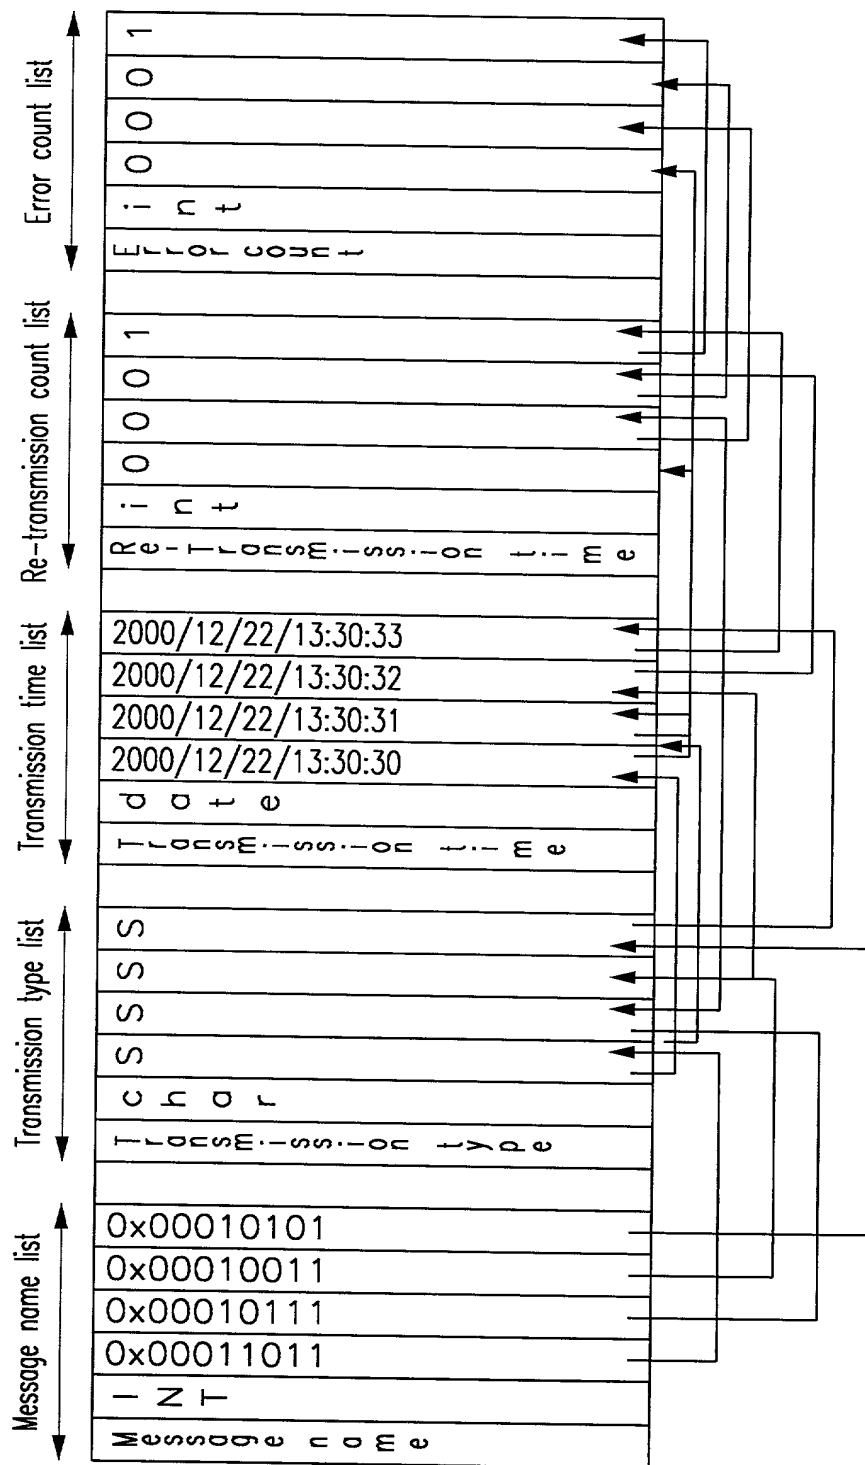 Message name list
Transmission type list
Transmission time list
Re-transmission count list
Error count list
Message name
INT
0x00011011
0x00010111
0x00010011
0x00010101
Transmission type
char
S
S
S
S
Transmission time
date
2000/12/22/13:30:30
2000/12/22/13:30:31
2000/12/22/13:30:32
2000/12/22/13:30:33
Re-Transmission time
int
0
0
0
1
Error count
int
0
0
0
1